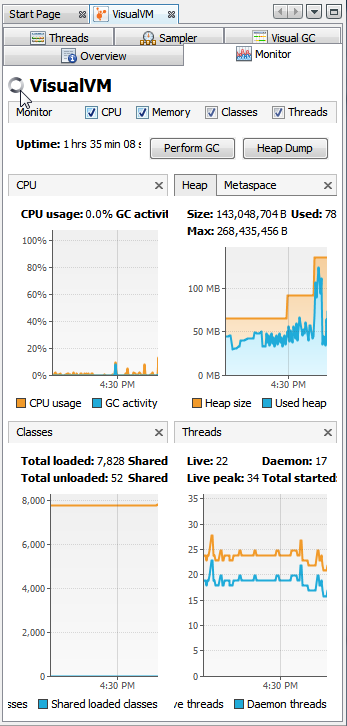 Start Page VisualVM
Threads Sampler Visual GC
Overview Monitor
VisualVM
Monitor CPU Memory Classes Threads
Uptime: 1 hrs 35 min 08 s Perform GC Heap Dump
CPU
CPU usage: 0.0% GC activit
100%
80%
60%
40%
20%
0%
4:30 PM
CPU usage GC activity
Heap Metaspace
Size: 143,048,704 B Used: 78
Max: 268,435,456 B
100 MB
50 MB
0 MB
4:30 PM
Heap size Used heap
Classes
Total loaded: 7,828 Shared
Total unloaded: 52 Shared
8,000
6,000
4,000
2,000
0
4:30 PM
sses Shared loaded classes
Threads
Live: 22 Daemon: 17
Live peak: 34 Total started:
35
30
25
20
15
10
5
0
4:30 PM
ve threads Daemon threads